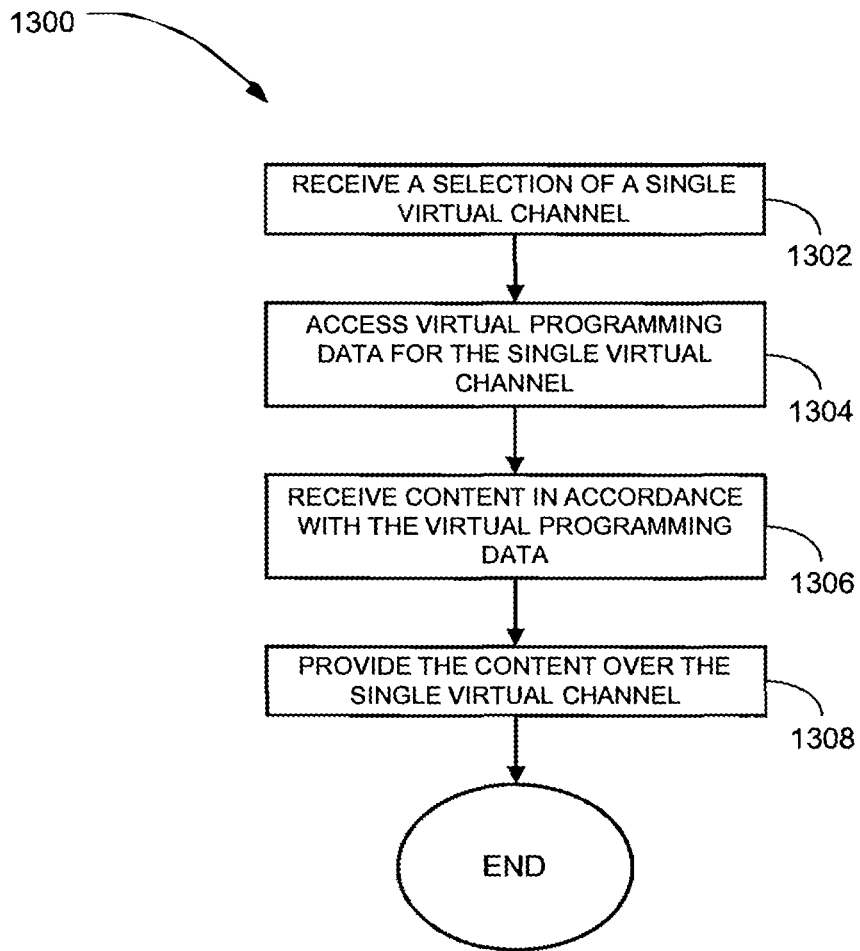 1300
RECEIVE A SELECTION OF A SINGLE
VIRTUAL CHANNEL
1302
ACCESS VIRTUAL PROGRAMMING
DATA FOR THE SINGLE VIRTUAL
CHANNEL
1304
RECEIVE CONTENT IN ACCORDANCE
WITH THE VIRTUAL PROGRAMMING
DATA
1306
PROVIDE THE CONTENT OVER THE
SINGLE VIRTUAL CHANNEL
1308
END